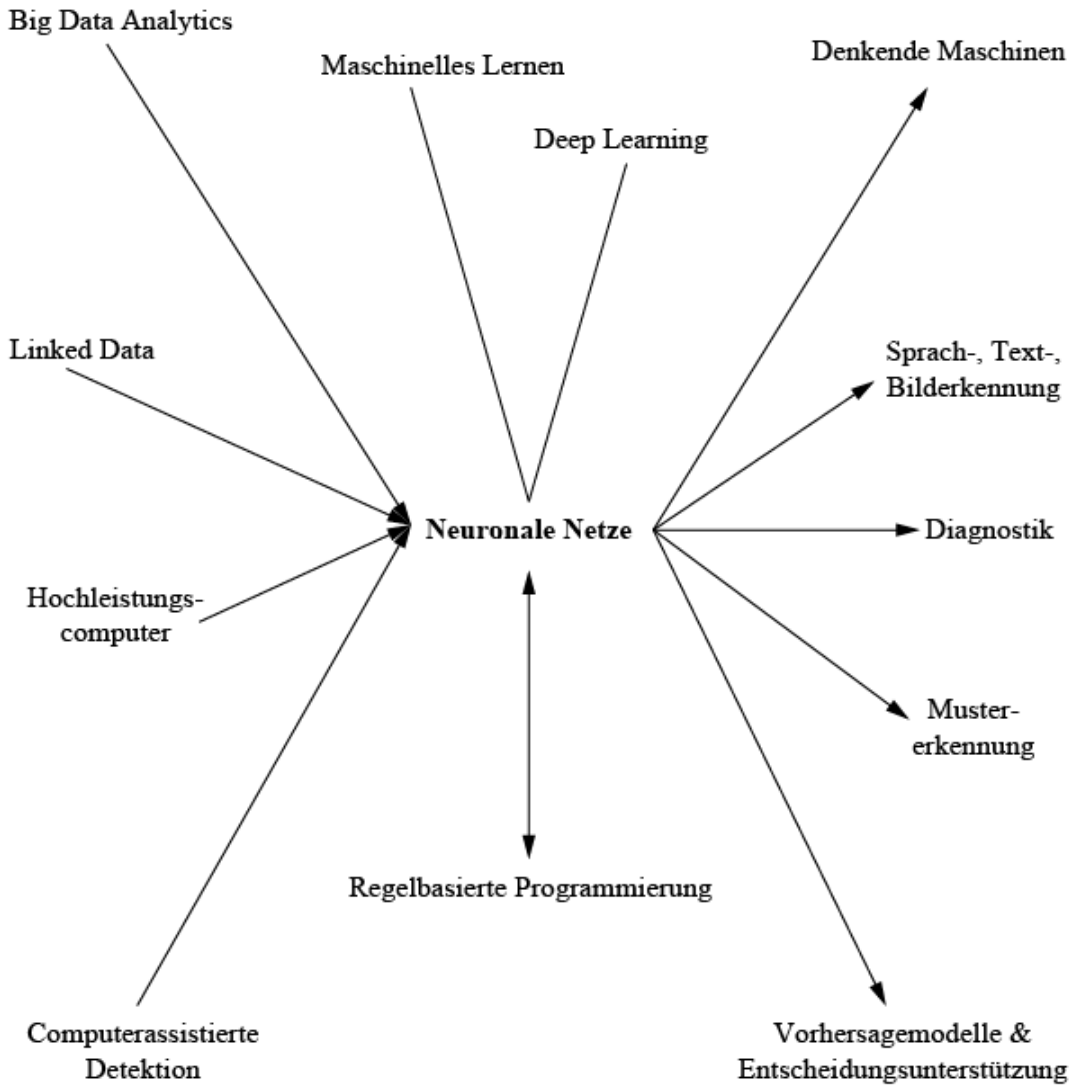 Big Data Analytics
Maschinelles Lernen
Denkende Maschinen
Deep Learning
Linked Data
Sprach-, Text-,
Bilderkennung
Neuronale Netze
Diagnostik
Hochleistungs-
computer
Muster-
erkennung
Regelbasierte Programmierung
Computerassistierte
Detektion
Vorhersagemodelle &
Entscheidungsunterstützung